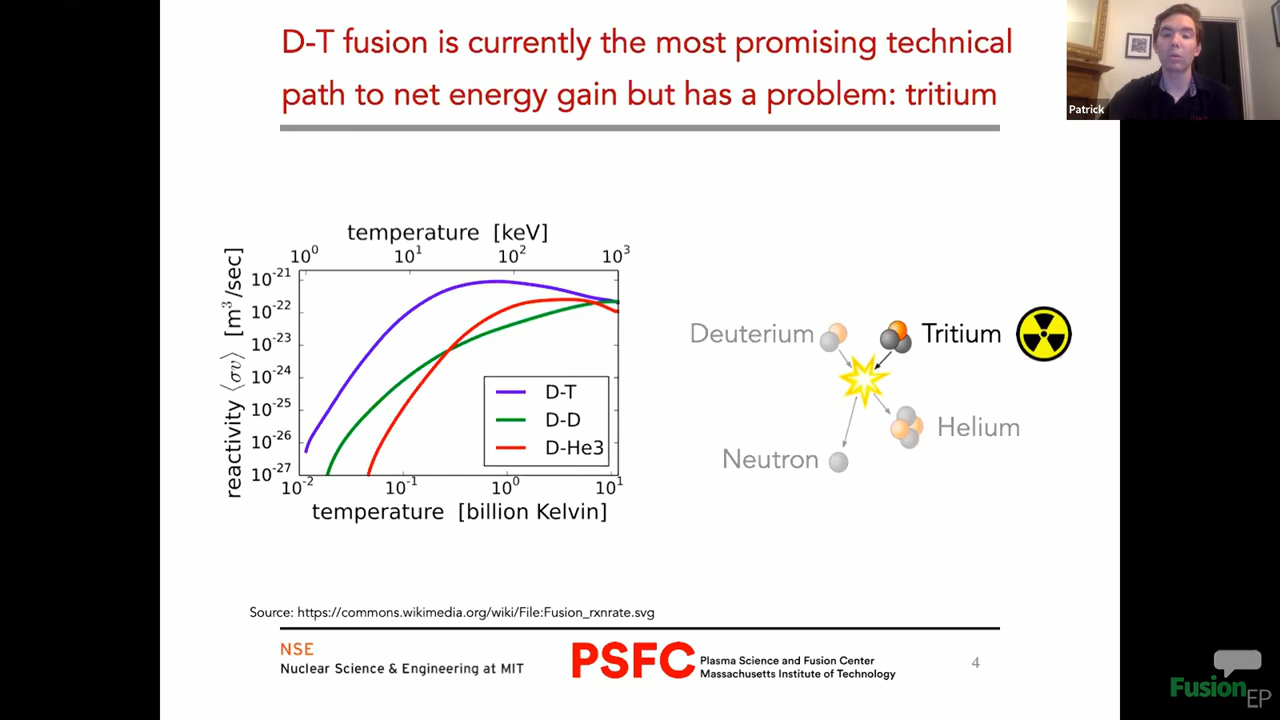 D-T fusion is currently the most promising technical
path to net energy gain but has a problem: tritium
Patrick
temperature [keV]
10⁰ 10¹ 10² 10³
reactivity ⟨σv⟩ [m³/sec]
10⁻²¹
10⁻²²
10⁻²³
10⁻²⁴
10⁻²⁵
10⁻²⁶
10⁻²⁷
D-T
D-D
D-He3
10⁻² 10⁻¹ 10⁰ 10¹
temperature [billion Kelvin]
Deuterium
Tritium
Helium
Neutron
Source: https://commons.wikimedia.org/wiki/File:Fusion_rxnrate.svg
NSE
Nuclear Science & Engineering at MIT
PSFC
Plasma Science and Fusion Center
Massachusetts Institute of Technology
4
Fusion
EP